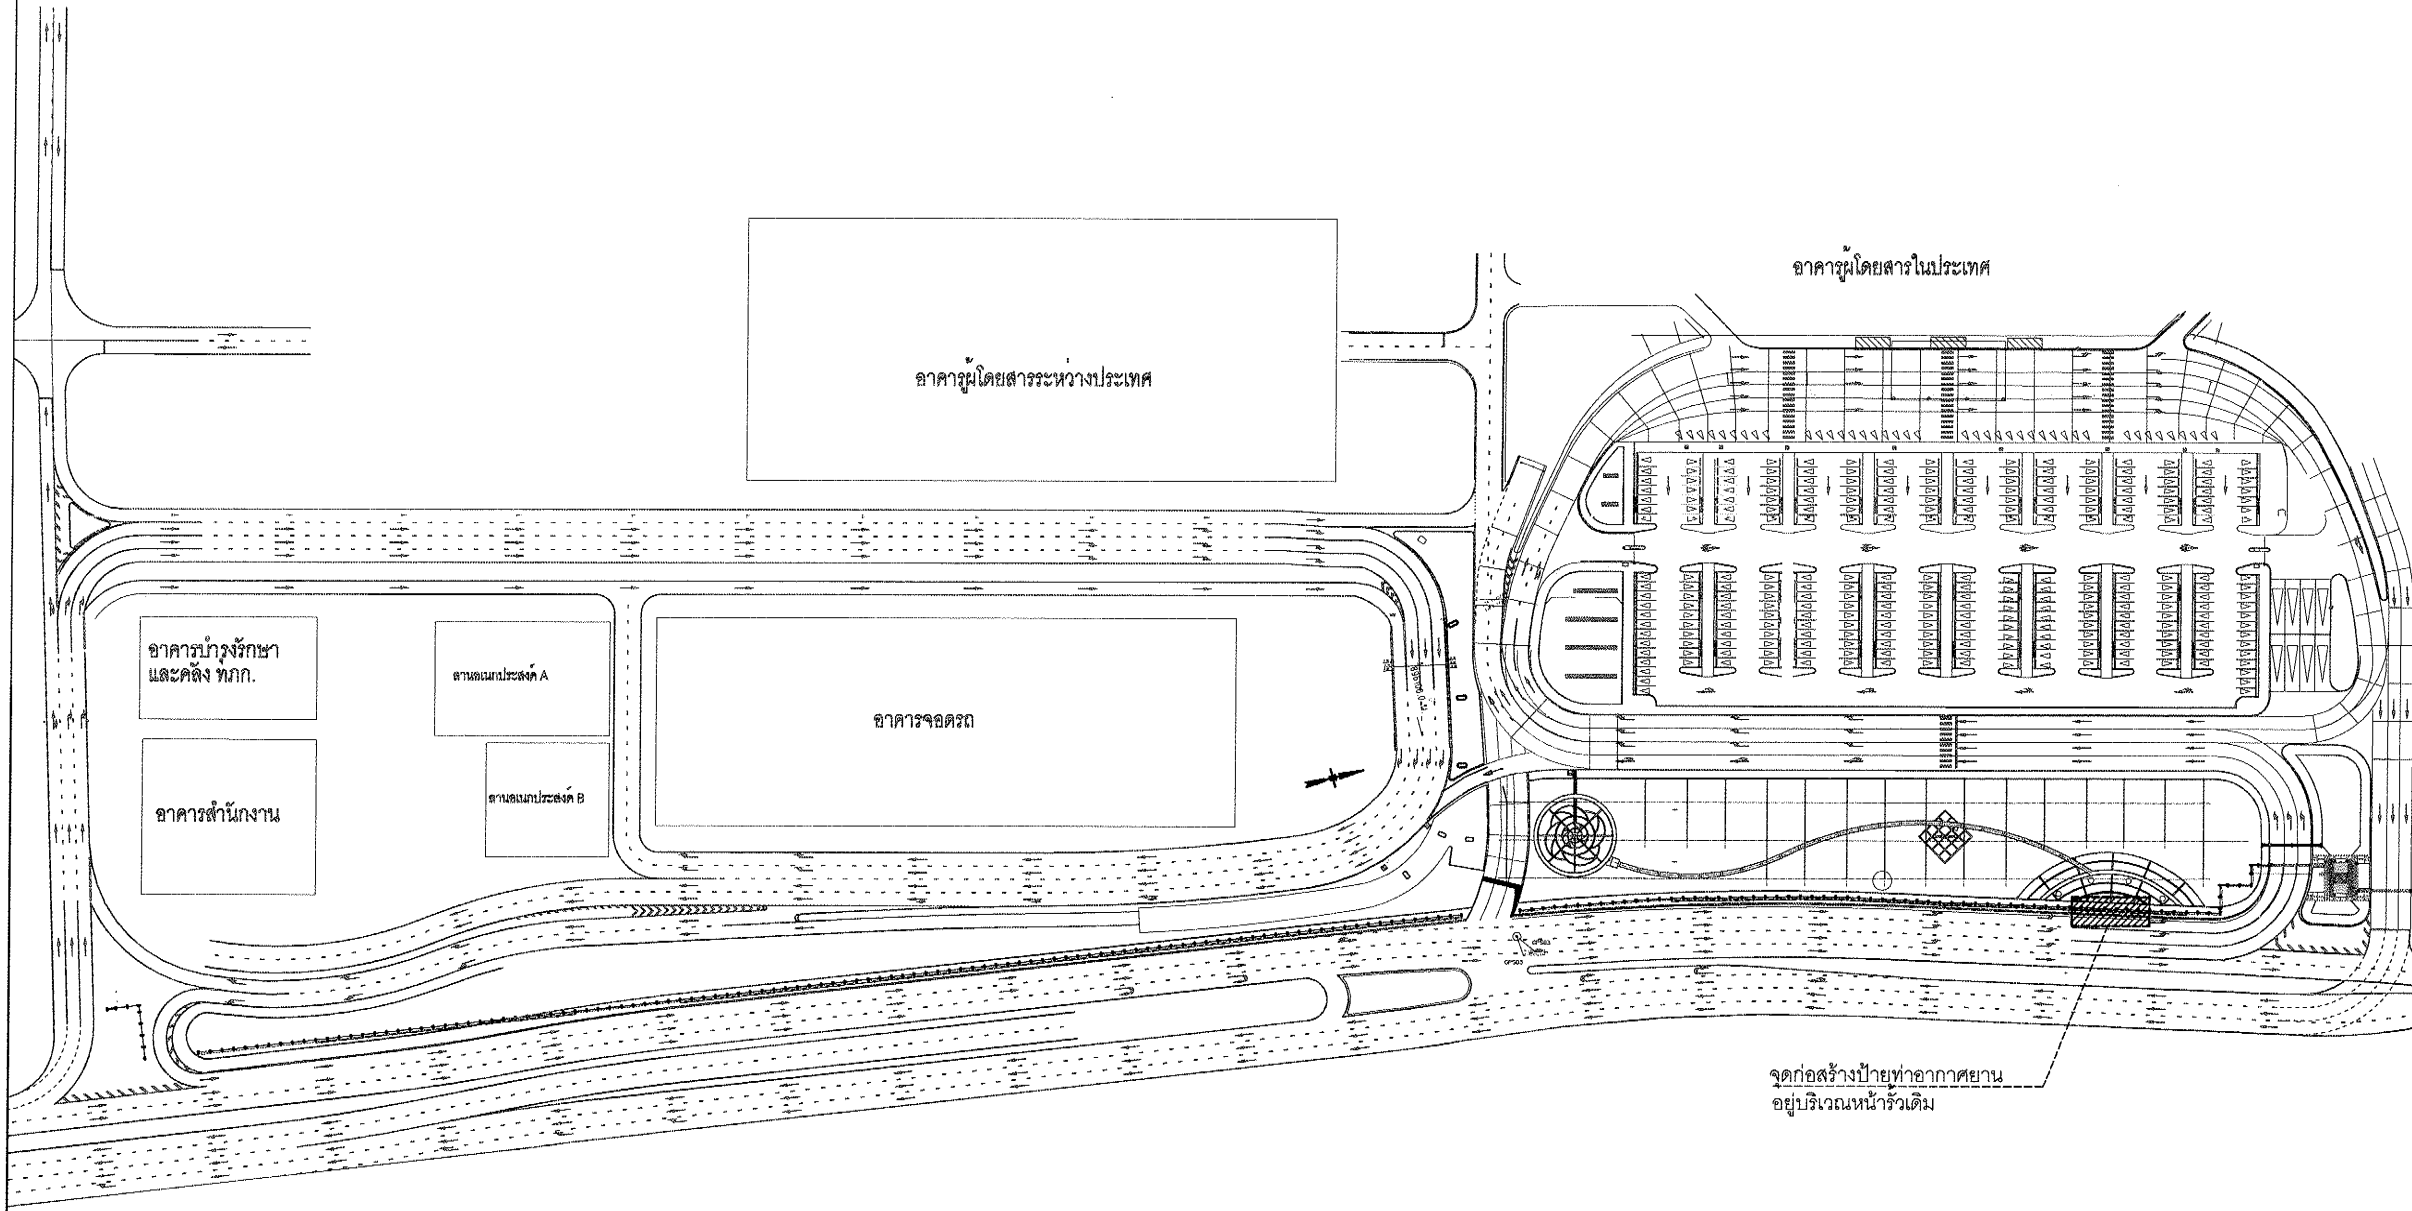 อาคารผู้โดยสารในประเทศ
อาคารผู้โดยสารระหว่างประเทศ
อาคารบำรุงรักษา
และคลัง ทภก.
ลานอเนกประสงค์ A
อาคารจอดรถ
ลานอเนกประสงค์ B
อาคารสำนักงาน
GPS03
GPS03
จุดก่อสร้างป้ายท่าอากาศยาน
อยู่บริเวณหน้ารั้วเดิม